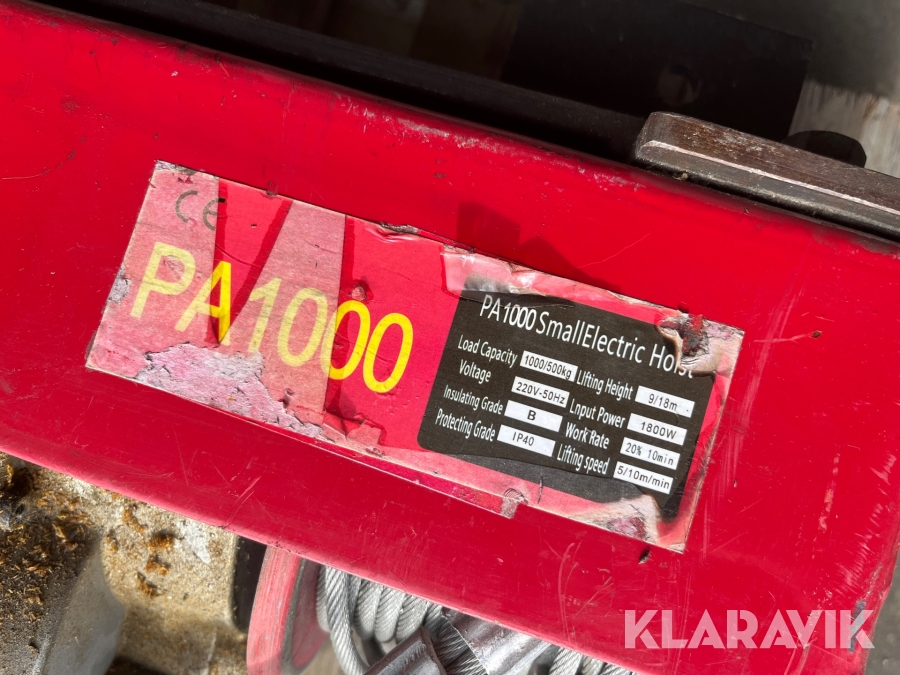 CE
PA1000
PA1000 SmallElectric Hoist
Load Capacity 1000/500kg Lifting Height 9/18m
Voltage 220V-50Hz Lnput Power 1800W
Insulating Grade B Work Rate 20% 10min
Protecting Grade IP40 Lifting speed 5/10m/min
KLARAVIK